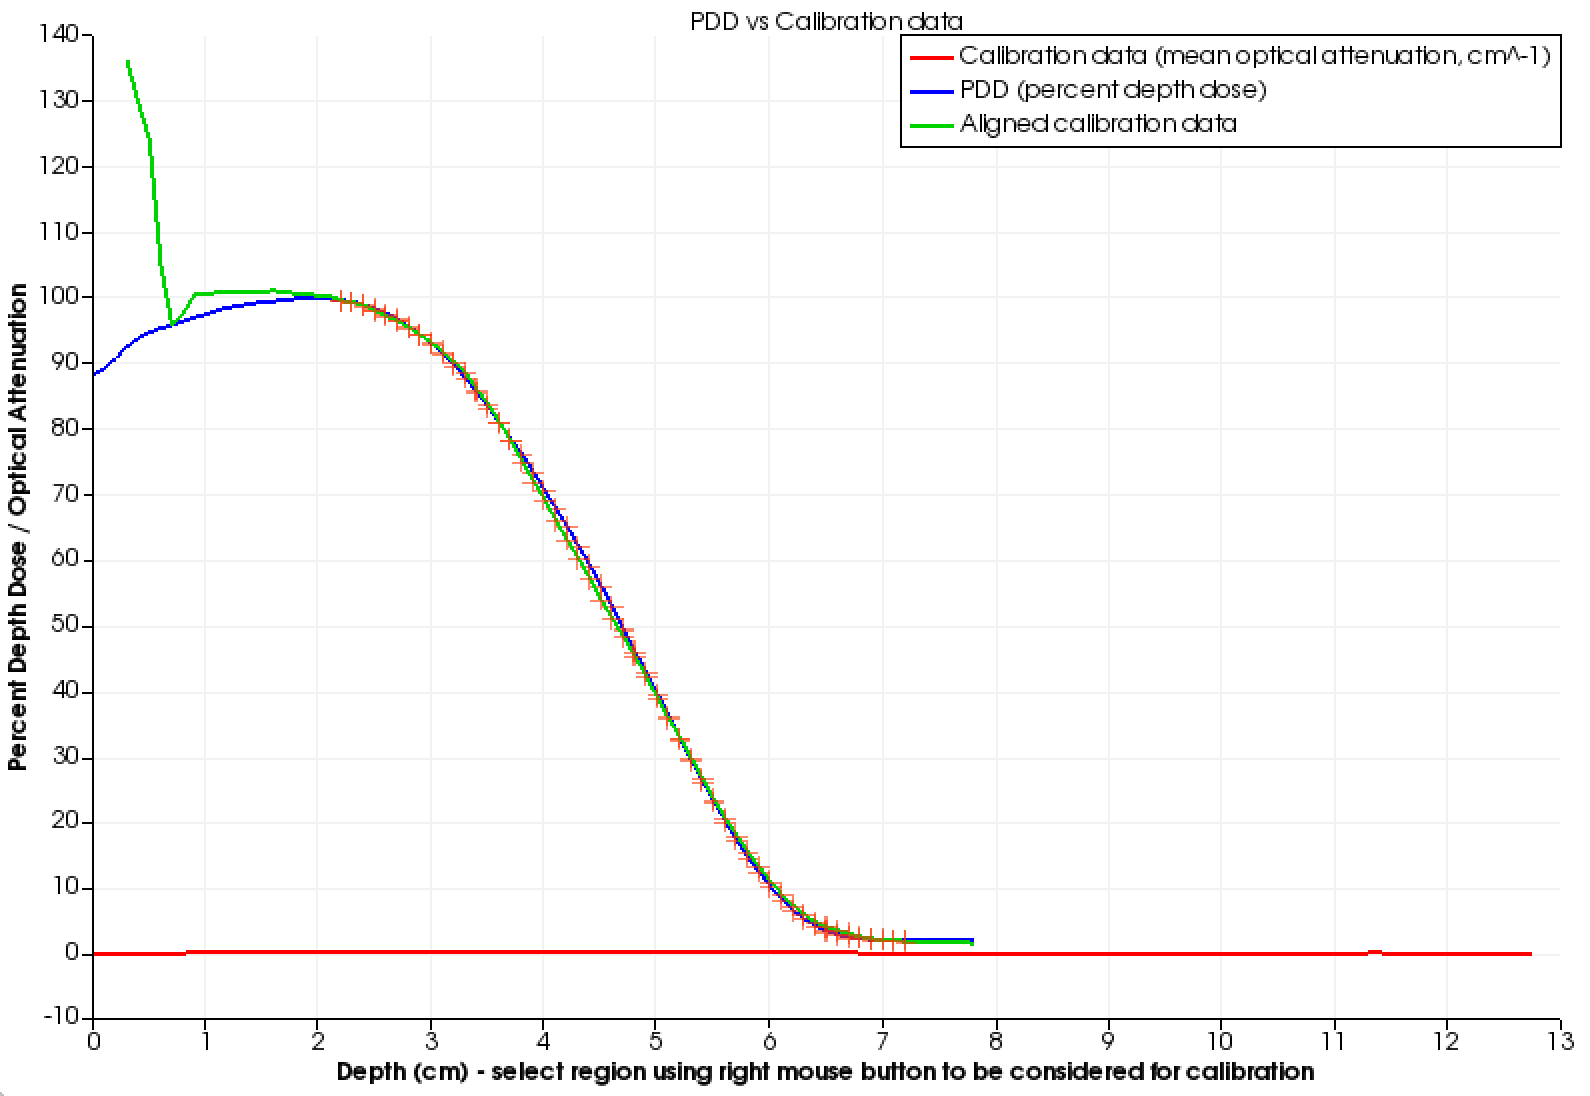 PDD vs Calibration data
Calibration data (mean optical attenuation, cm^-1)
PDD (percent depth dose)
Aligned calibration data
140
130
120
110
100
90
80
70
60
50
40
30
20
10
0
-10
Percent Depth Dose / Optical Attenuation
0 1 2 3 4 5 6 7 8 9 10 11 12 13
Depth (cm) - select region using right mouse button to be considered for calibration